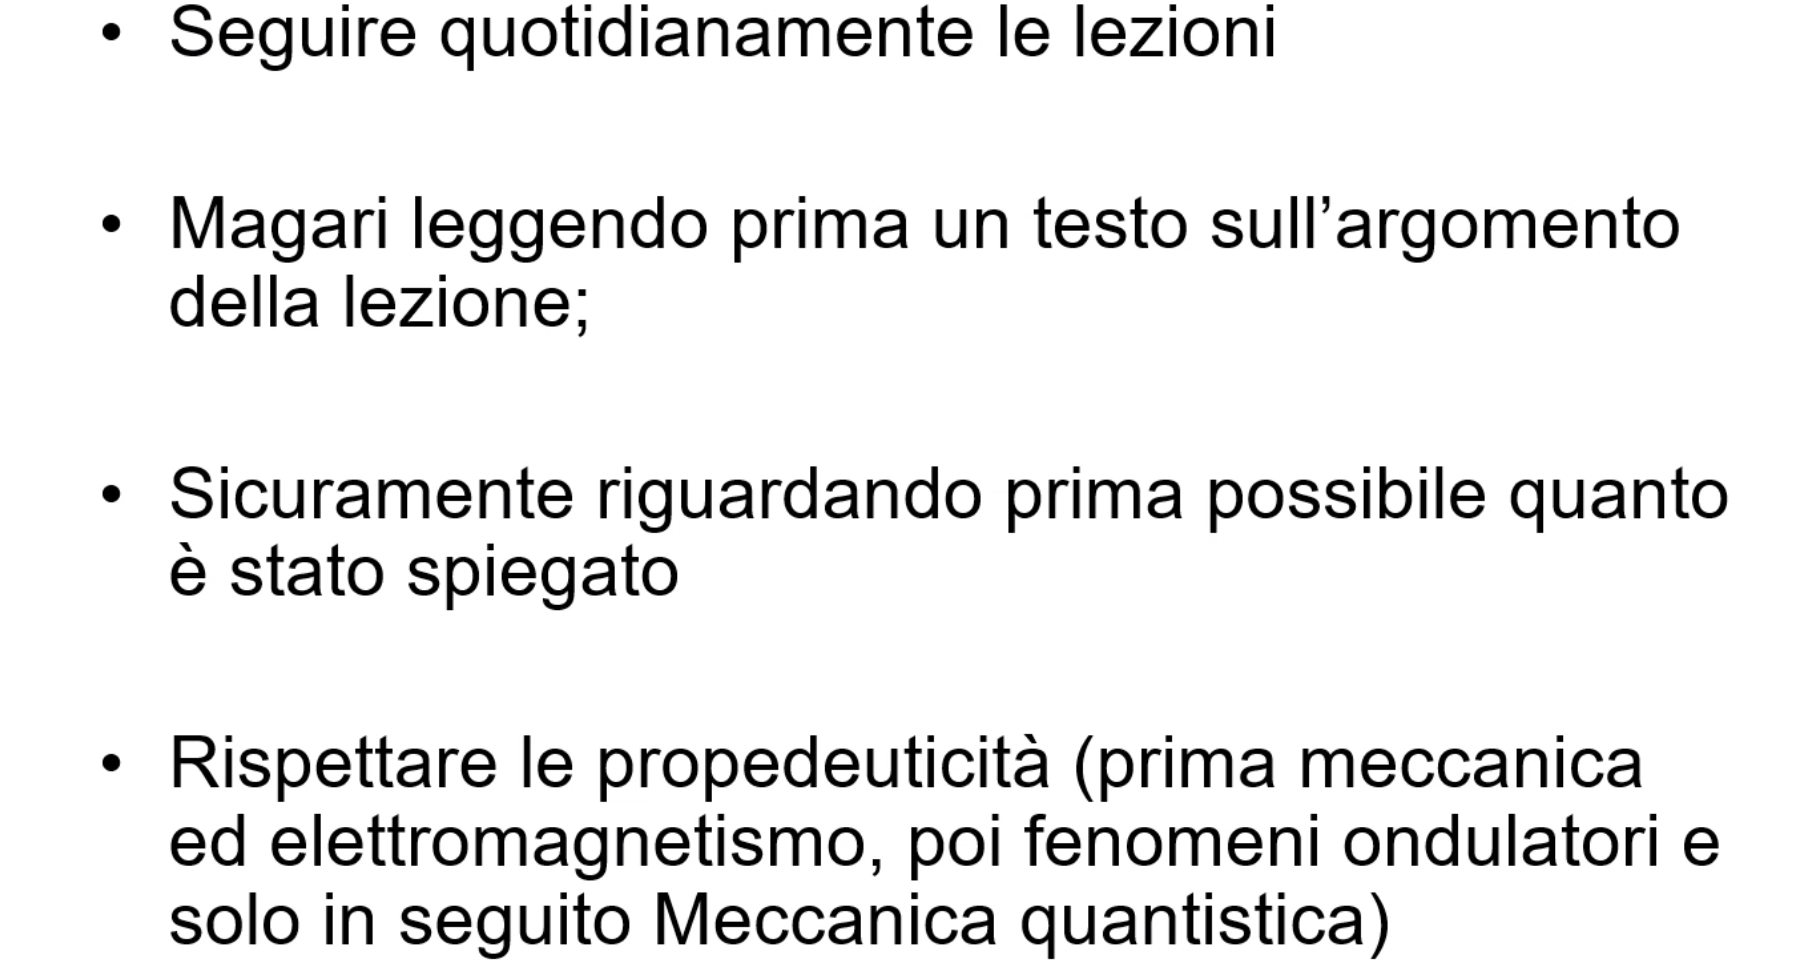 • Seguire quotidianamente le lezioni
• Magari leggendo prima un testo sull’argomento
della lezione;
• Sicuramente riguardando prima possibile quanto
è stato spiegato
• Rispettare le propedeuticità (prima meccanica
ed elettromagnetismo, poi fenomeni ondulatori e
solo in seguito Meccanica quantistica)